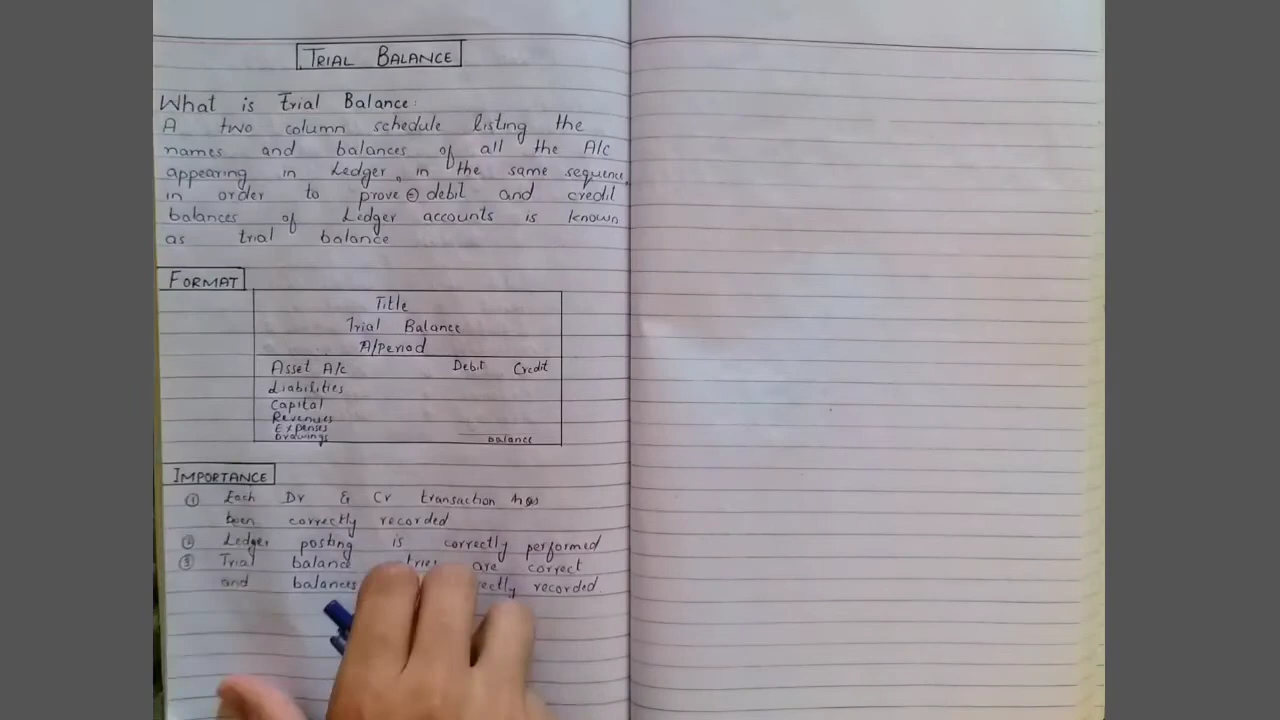 TRIAL BALANCE
What is Trial Balance:
A two column schedule listing the
names and balances of all the A/c
appearing in Ledger, in the same sequence,
in order to prove debit and credit
balances of Ledger accounts is known
as trial balance
FORMAT
Title
Trial Balance
A/Period
Asset A/c Debit Credit
Liabilities
Capital
Revenues
Expenses
Drawings balance
IMPORTANCE
① Each Dr & Cr transaction has
been correctly recorded
② Ledger posting is correctly performed
③ Trial are correct
and balances recorded.